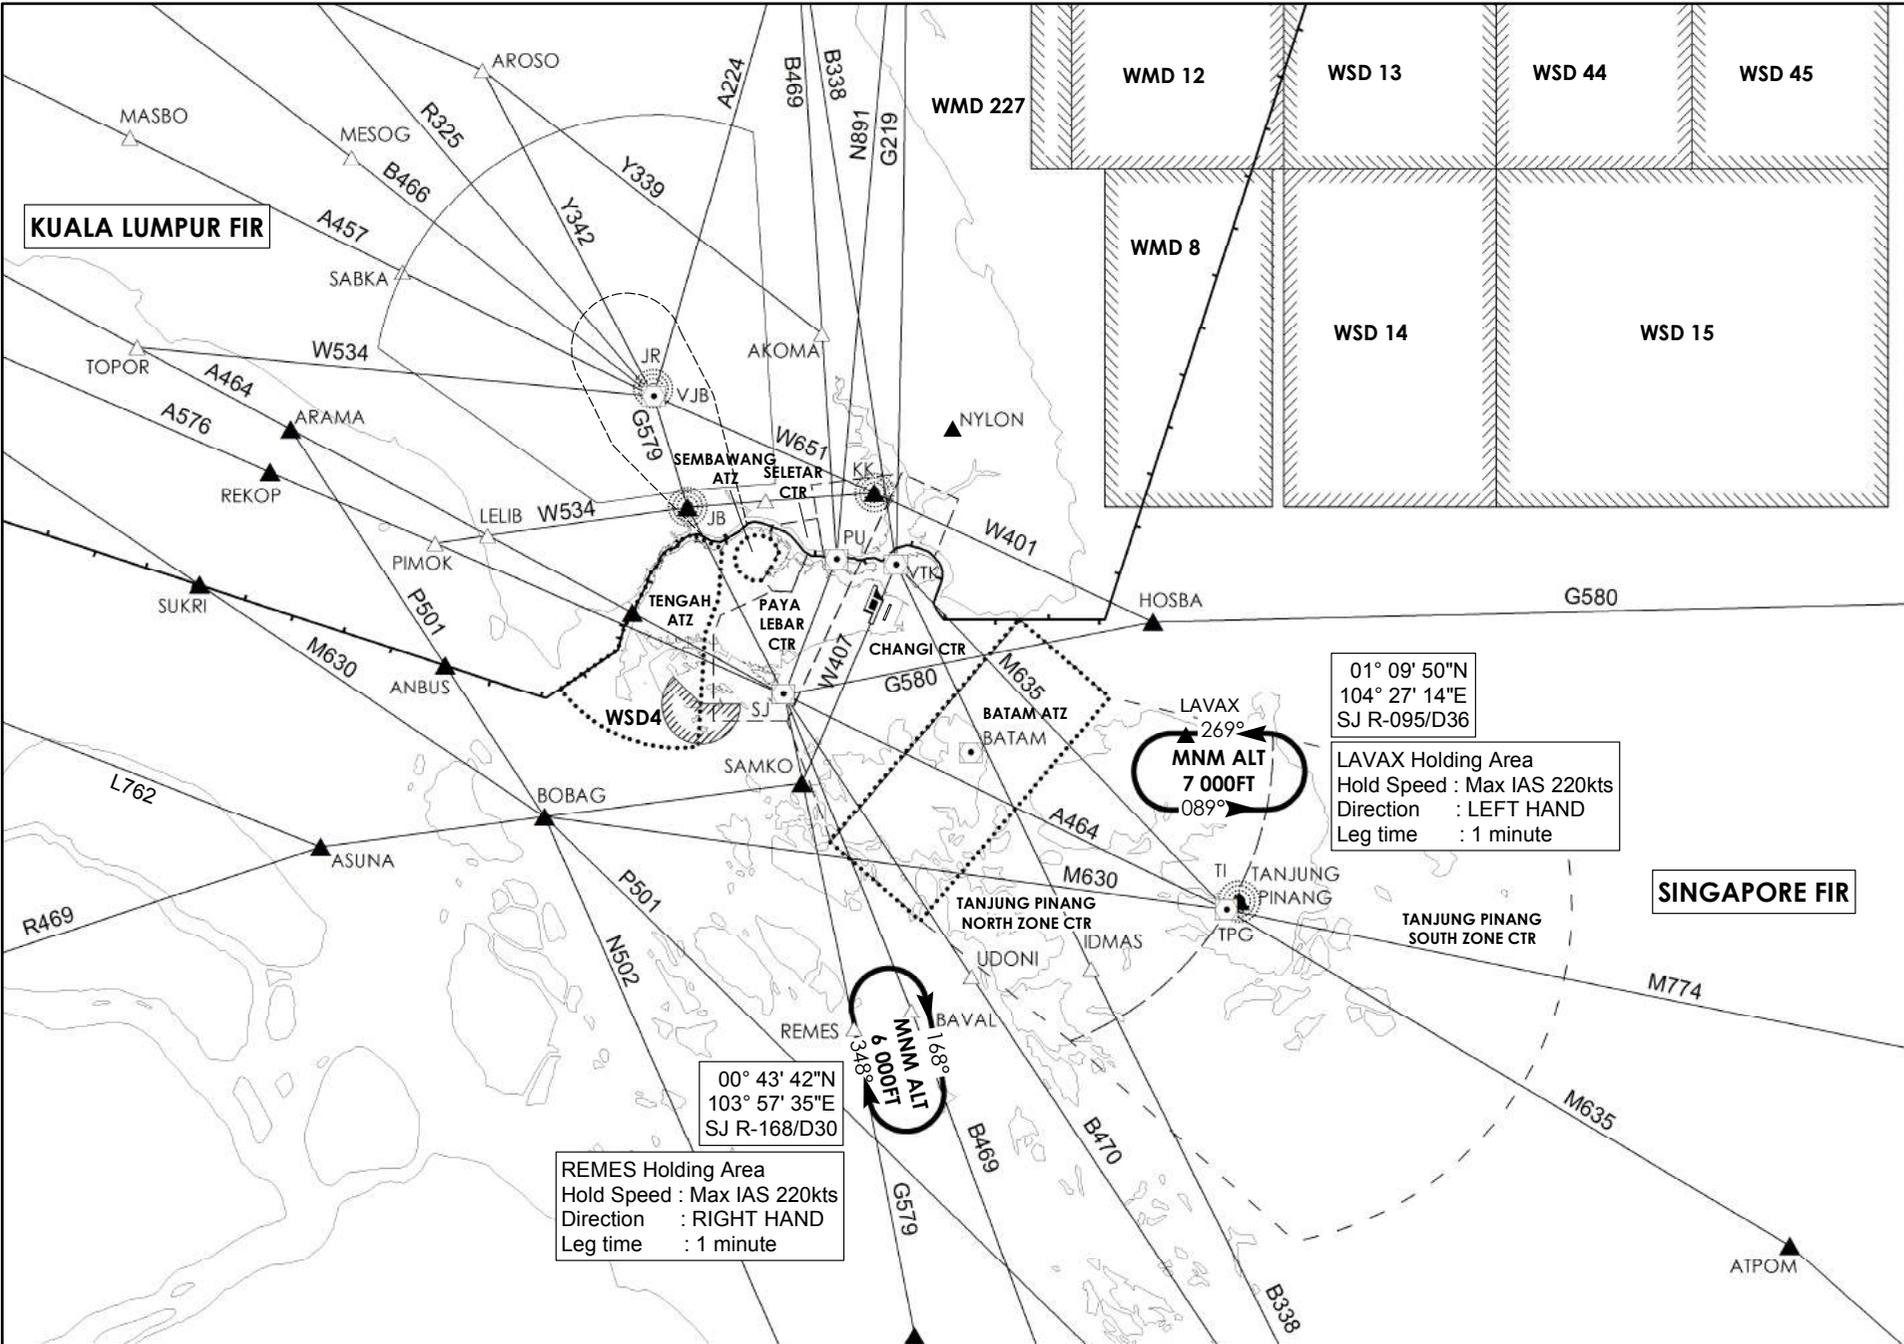 AROSO
A224
B469
B338
N891
G219
WMD 227
WMD 12
WSD 13
WSD 44
WSD 45
MASBO
MESOG
R325
B466
Y339
Y342
A457
KUALA LUMPUR FIR
SABKA
WMD 8
WSD 14
WSD 15
TOPOR
W534
JR
AKOMA
VJB
A464
A576
ARAMA
REKOP
G579
W651
NYLON
SEMBAWANG
ATZ
SELETAR
CTR
KK
LELIB
W534
JB
PIMOK
PU
VTK
W401
SUKRI
P501
TENGAH
ATZ
PAYA
LEBAR
CTR
HOSBA
G580
M630
ANBUS
W407
CHANGI CTR
G580
M635
WSD4
SJ
BATAM ATZ
BATAM
LAVAX
269°
MNM ALT
7 000FT
089°
01° 09' 50"N
104° 27' 14"E
SJ R-095/D36
LAVAX Holding Area
Hold Speed : Max IAS 220kts
Direction : LEFT HAND
Leg time : 1 minute
L762
SAMKO
BOBAG
ASUNA
A464
M630
TI
TANJUNG
PINANG
TPG
SINGAPORE FIR
R469
P501
N502
TANJUNG PINANG
NORTH ZONE CTR
TANJUNG PINANG
SOUTH ZONE CTR
IDMAS
UDONI
M774
REMES
BAVAL
348°
MNM ALT
6 000FT
168°
00° 43' 42"N
103° 57' 35"E
SJ R-168/D30
REMES Holding Area
Hold Speed : Max IAS 220kts
Direction : RIGHT HAND
Leg time : 1 minute
G579
B469
B470
M635
B338
ATPOM